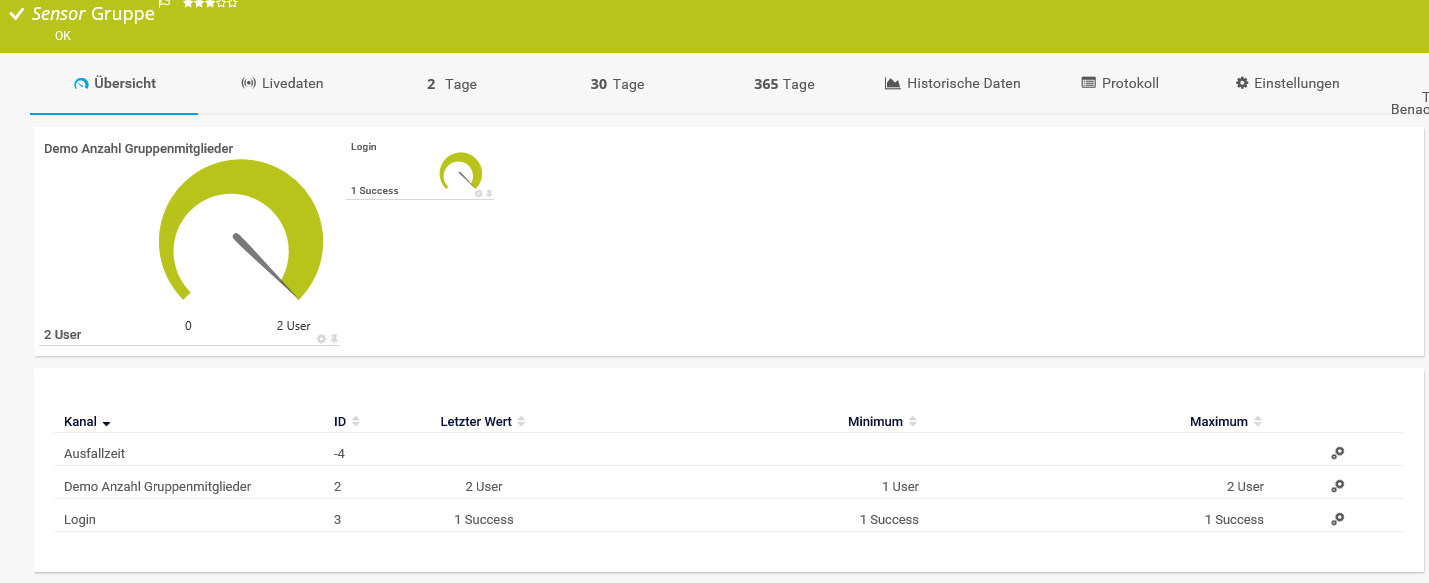 Sensor Gruppe
OK
Übersicht Livedaten 2 Tage 30 Tage 365 Tage Historische Daten Protokoll Einstellungen
T
Benac
Demo Anzahl Gruppenmitglieder
0 2 User
2 User
Login
1 Success
Kanal ID Letzter Wert Minimum Maximum
Ausfallzeit -4
Demo Anzahl Gruppenmitglieder 2 2 User 1 User 2 User
Login 3 1 Success 1 Success 1 Success